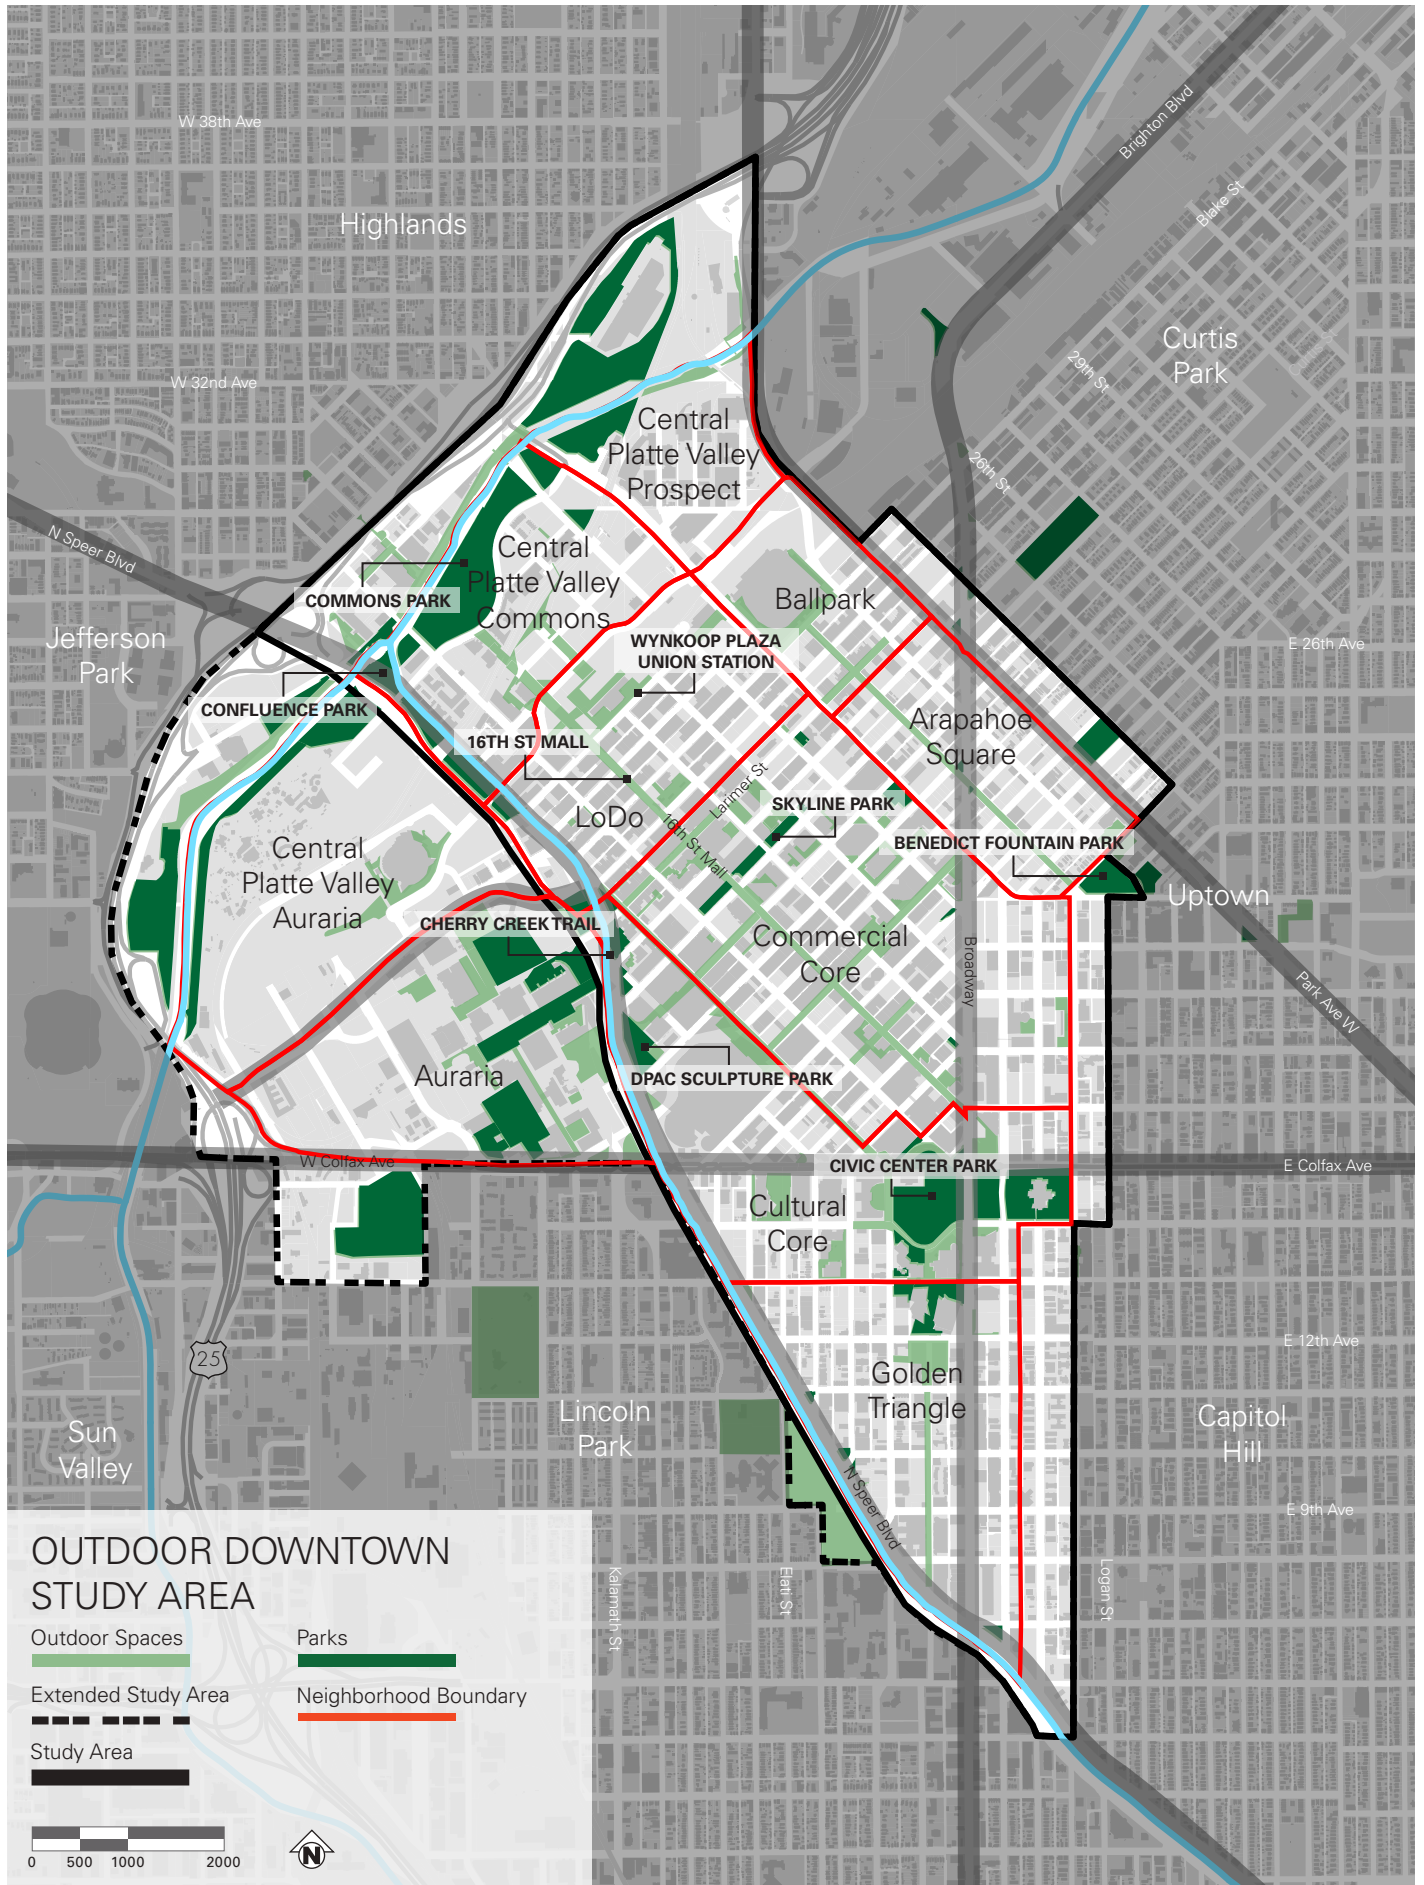 W 38th Ave
Brighton Blvd
Blake St
Highlands
Curtis
Park
29th St
W 32nd Ave
Central
Platte Valley
Prospect
26th St
N Speer Blvd
Central
Platte Valley
Commons
COMMONS PARK
Ballpark
Jefferson
Park
WYNKOOP PLAZA
UNION STATION
E 26th Ave
CONFLUENCE PARK
Arapahoe
Square
16TH ST MALL
Larimer St
SKYLINE PARK
LoDo
16th St Mall
BENEDICT FOUNTAIN PARK
Central
Platte Valley
Auraria
Uptown
CHERRY CREEK TRAIL
Commercial
Core
Broadway
Park Ave W
Auraria
DPAC SCULPTURE PARK
W Colfax Ave
CIVIC CENTER PARK
E Colfax Ave
Cultural
Core
25
E 12th Ave
Golden
Triangle
Lincoln
Park
Capitol
Hill
Sun
Valley
N Speer Blvd
E 9th Ave
Kalamath St
Elati St
Logan St
OUTDOOR DOWNTOWN
STUDY AREA
Outdoor Spaces
Parks
Extended Study Area
Neighborhood Boundary
Study Area
0 500 1000 2000
N